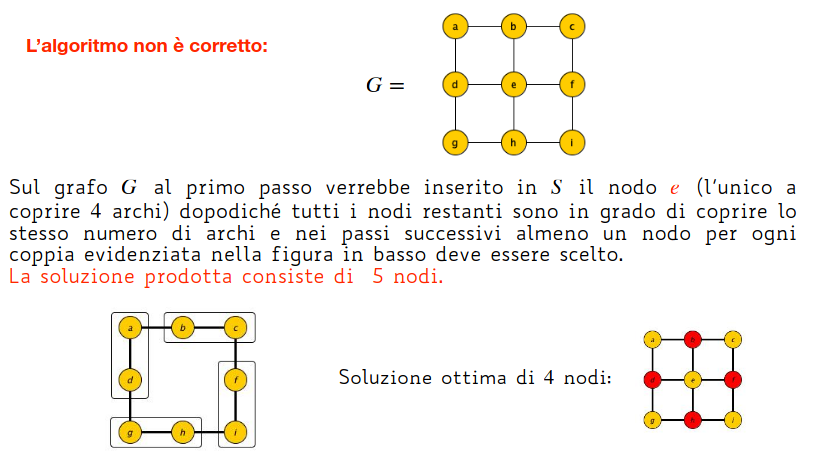 L'algoritmo non è corretto:
G =
a b c
d e f
g h i
Sul grafo G al primo passo verrebbe inserito in S il nodo e (l'unico a
coprire 4 archi) dopodiché tutti i nodi restanti sono in grado di coprire lo
stesso numero di archi e nei passi successivi almeno un nodo per ogni
coppia evidenziata nella figura in basso deve essere scelto.
La soluzione prodotta consiste di 5 nodi.
a b c
d f
g h i
Soluzione ottima di 4 nodi:
a b c
d e f
g h i